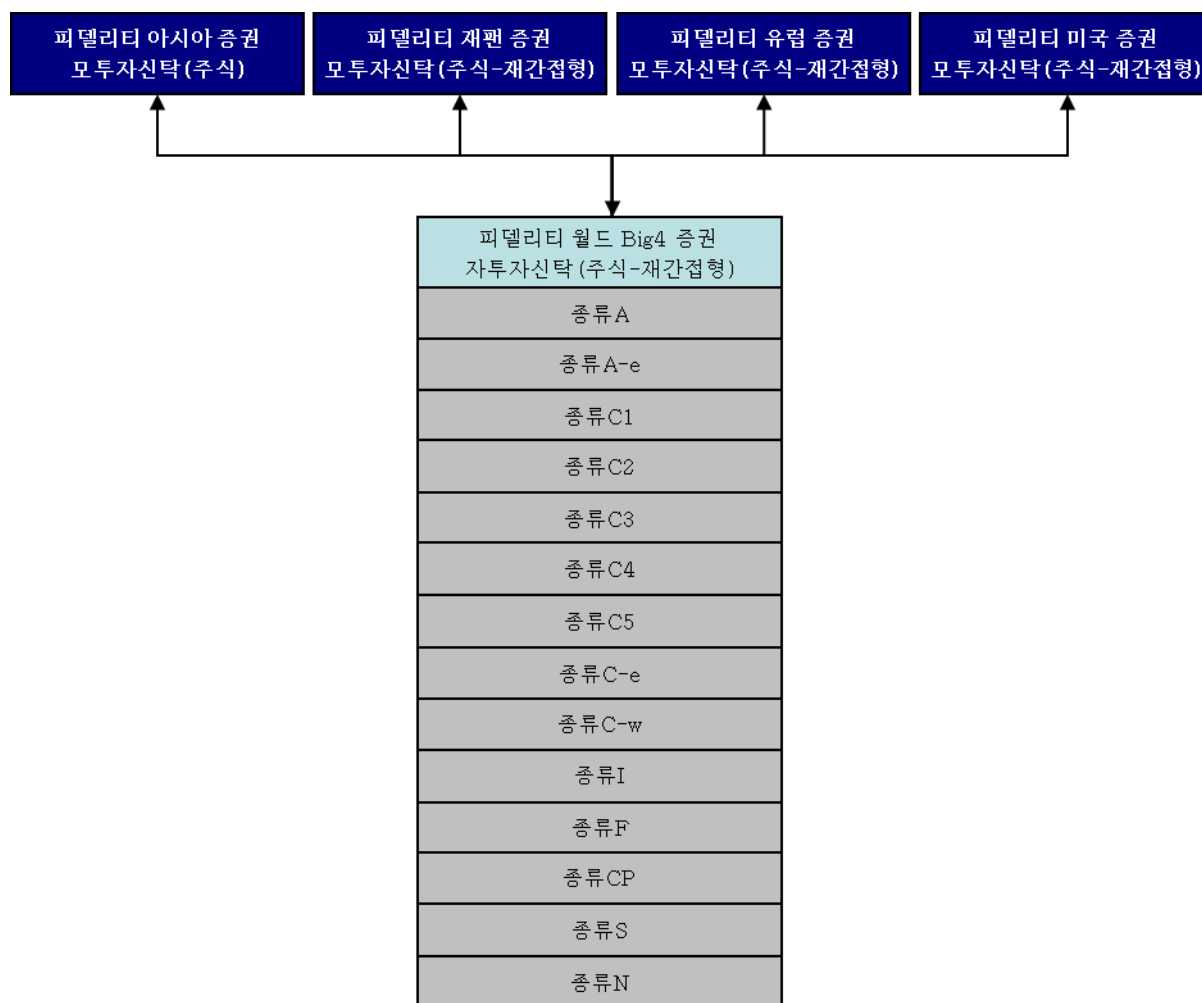 피델리티 아시아 증권
모투자신탁(주식)
피델리티 재팬 증권
모투자신탁(주식-재간접형)
피델리티 유럽 증권
모투자신탁(주식-재간접형)
피델리티 미국 증권
모투자신탁(주식-재간접형)
피델리티 월드 Big4 증권
자투자신탁(주식-재간접형)
종류A
종류A-e
종류C1
종류C2
종류C3
종류C4
종류C5
종류C-e
종류C-w
종류I
종류F
종류CP
종류S
종류N